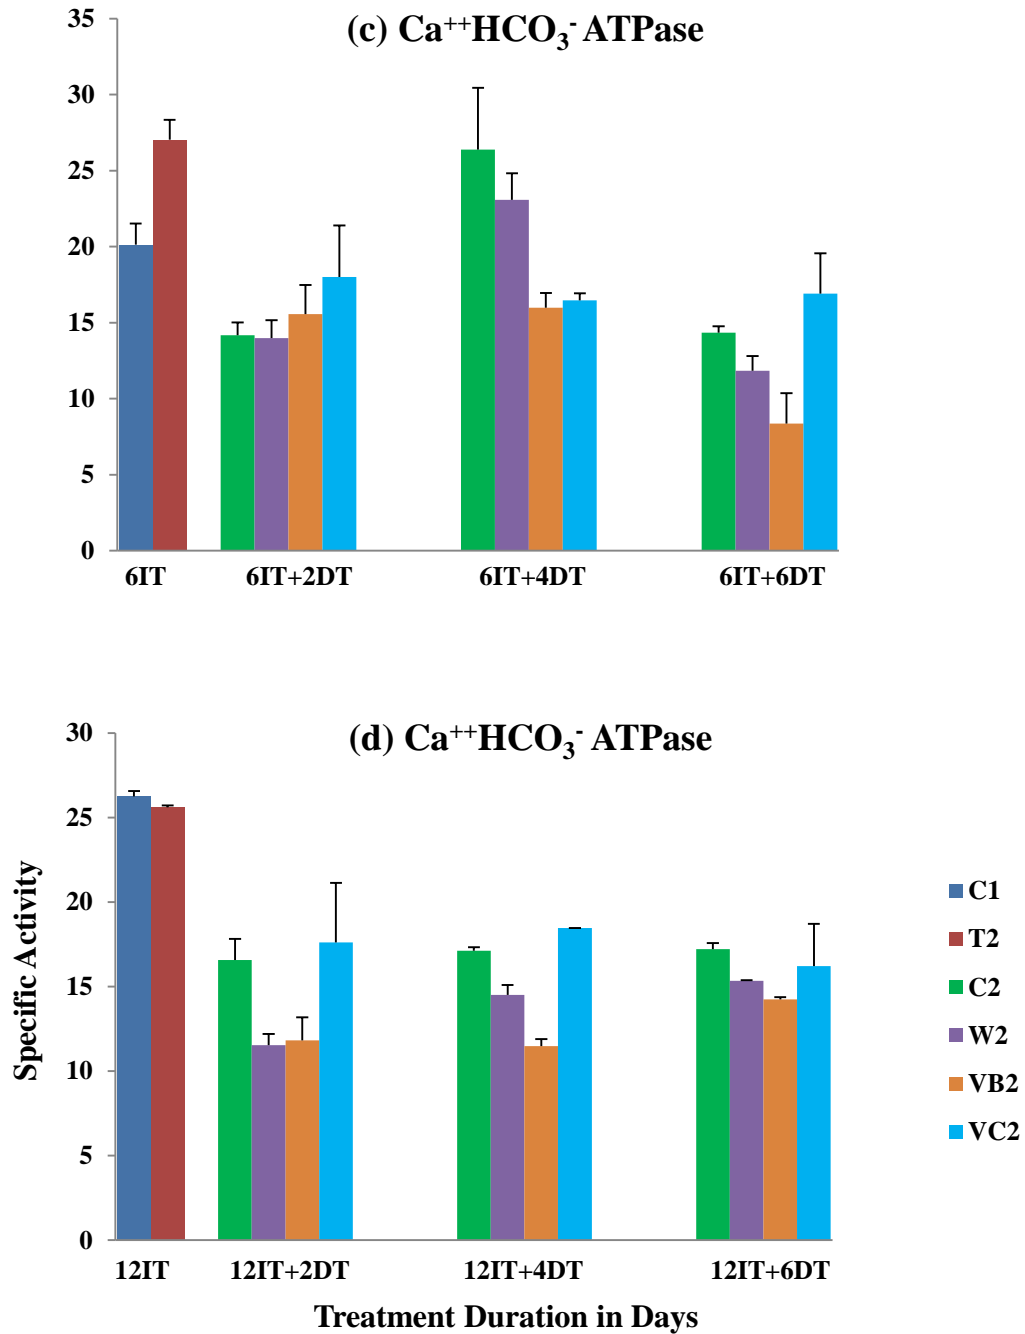 (c) Ca⁺⁺HCO₃⁻ ATPase
35
30
25
20
15
10
5
0
6IT 6IT+2DT 6IT+4DT 6IT+6DT
(d) Ca⁺⁺HCO₃⁻ ATPase
30
25
20
15
10
5
0
Specific Activity
12IT 12IT+2DT 12IT+4DT 12IT+6DT
Treatment Duration in Days
C1
T2
C2
W2
VB2
VC2